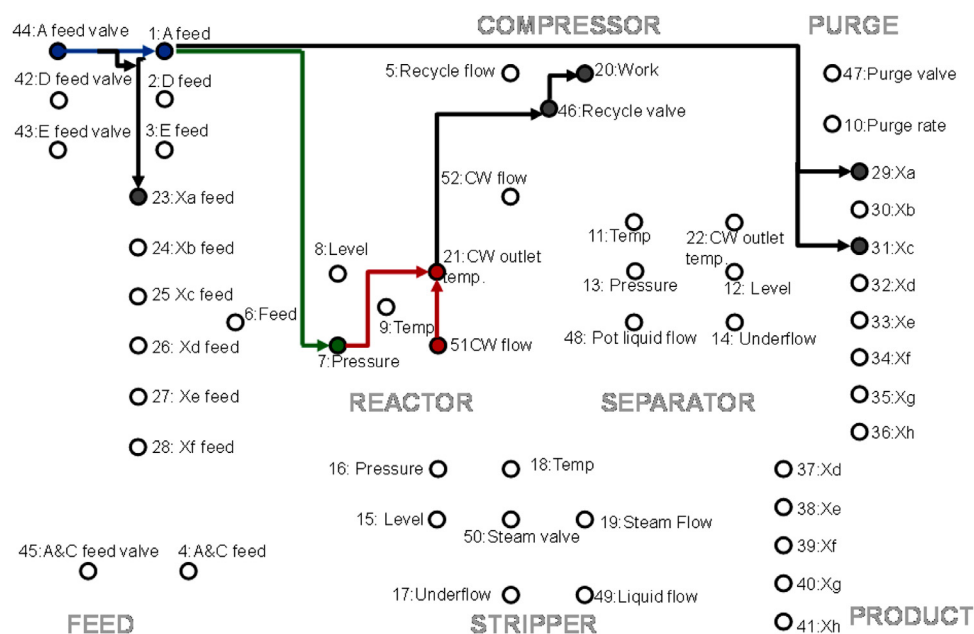 COMPRESSOR
PURGE
44:A feed valve
1:A feed
5:Recycle flow
20:Work
47:Purge valve
42:D feed valve
2:D feed
46:Recycle valve
10:Purge rate
43:E feed valve
3:E feed
52:CW flow
29:Xa
23:Xa feed
30:Xb
11:Temp
22:CW outlet
temp.
31:Xc
24:Xb feed
8:Level
21:CW outlet
temp.
13: Pressure
12: Level
32:Xd
25 Xc feed
6:Feed
9:Temp
33:Xe
26: Xd feed
7:Pressure
51CW flow
48: Pot liquid flow
14: Underflow
34:Xf
27: Xe feed
REACTOR
SEPARATOR
35:Xg
28: Xf feed
36:Xh
16: Pressure
18:Temp
37:Xd
15: Level
50:Steam valve
19:Steam Flow
38:Xe
39:Xf
45:A&C feed valve
4:A&C feed
40:Xg
17:Underflow
49:Liquid flow
41:Xh
FEED
STRIPPER
PRODUCT